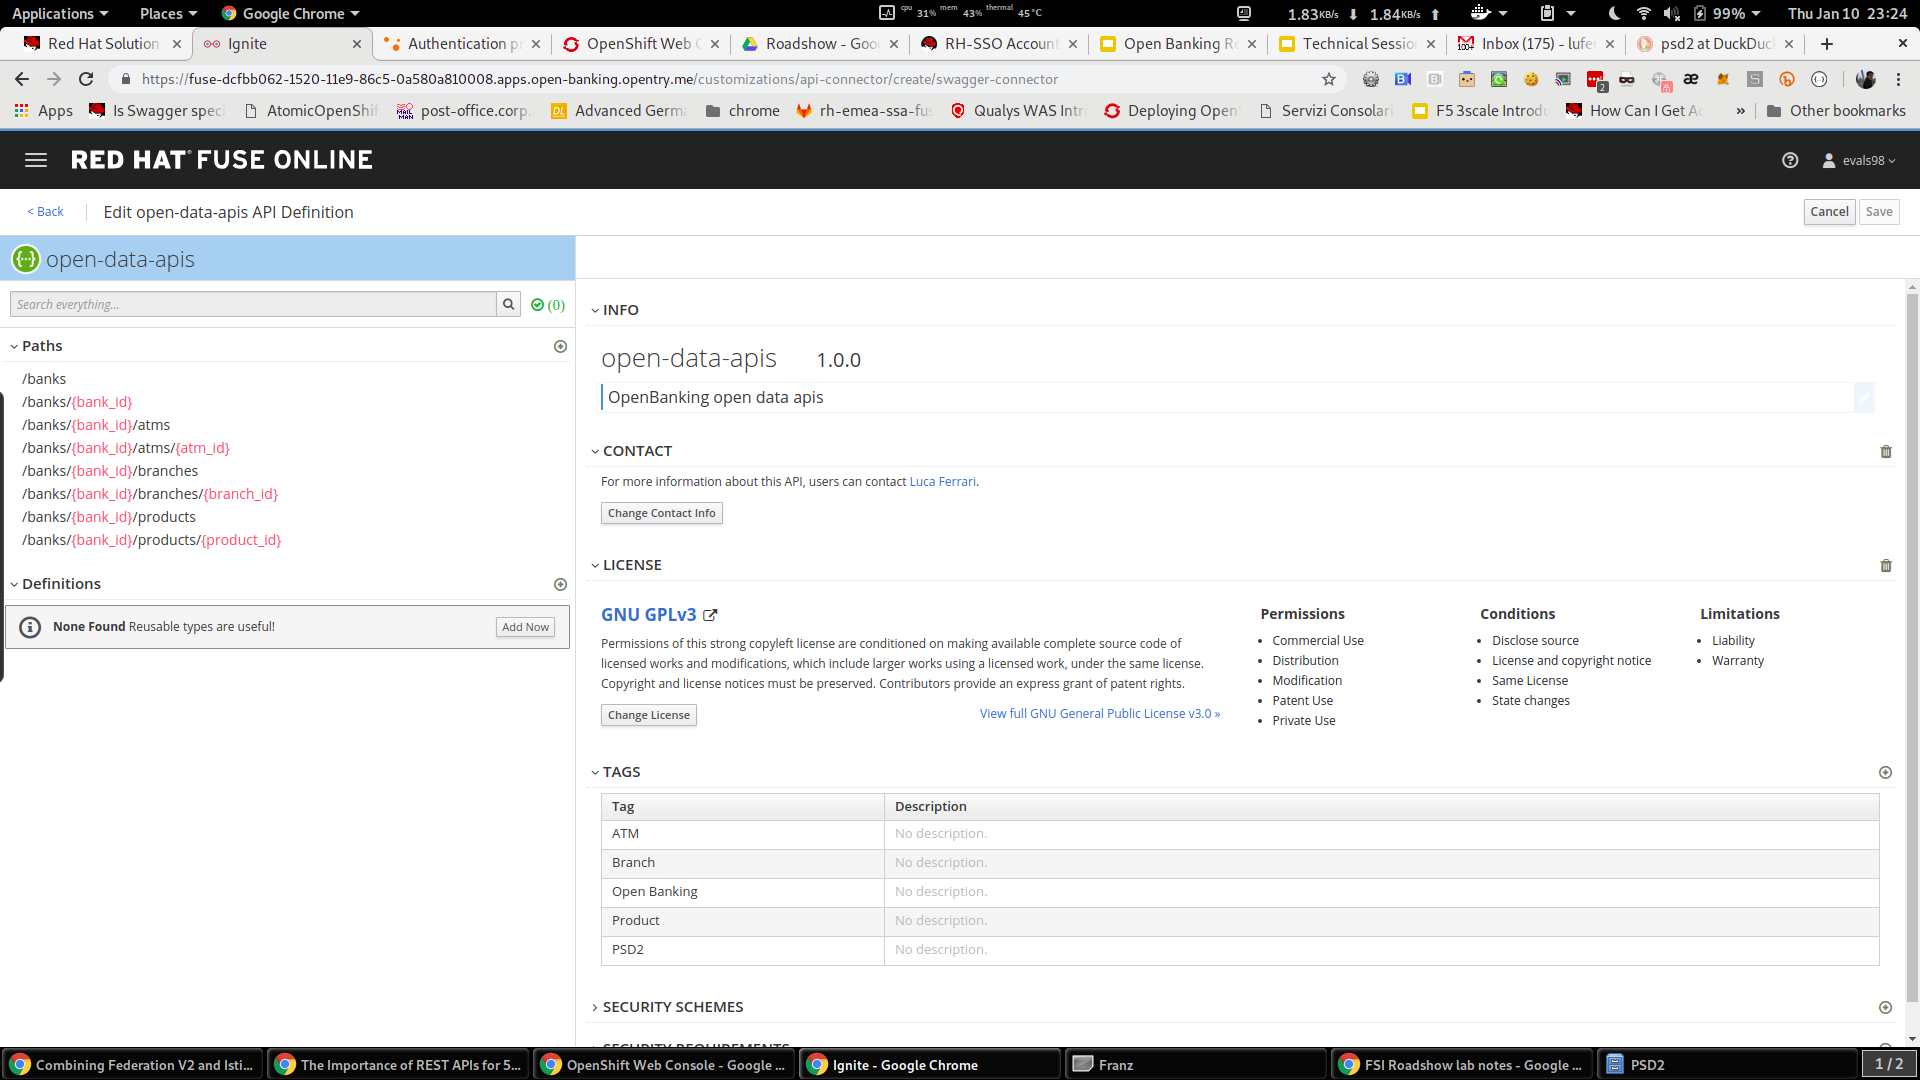 Applications Places Google Chrome cpu 31% mem 43% thermal 45°C 1.83KB/s 1.84KB/s 99% Thu Jan 10 23:24
Red Hat Solution Ignite Authentication p OpenShift Web C Roadshow - Goo RH-SSO Account Open Banking Ro Technical Sessio Inbox (175) - lufer psd2 at DuckDuc
https://fuse-dcfbb062-1520-11e9-86c5-0a580a810008.apps.open-banking.opentry.me/customizations/api-connector/create/swagger-connector
Apps Is Swagger spec AtomicOpenShif post-office.corp. Advanced Germa chrome rh-emea-ssa-fus Qualys WAS Intr Deploying Open Servizi Consolari F5 3scale Introdu How Can I Get Ac » Other bookmarks
RED HAT® FUSE ONLINE evals98
< Back Edit open-data-apis API Definition Cancel Save
open-data-apis
Search everything... (0)
Paths
/banks
/banks/{bank_id}
/banks/{bank_id}/atms
/banks/{bank_id}/atms/{atm_id}
/banks/{bank_id}/branches
/banks/{bank_id}/branches/{branch_id}
/banks/{bank_id}/products
/banks/{bank_id}/products/{product_id}
Definitions
None Found Reusable types are useful! Add Now
INFO
open-data-apis 1.0.0
OpenBanking open data apis
CONTACT
For more information about this API, users can contact Luca Ferrari.
Change Contact Info
LICENSE
GNU GPLv3
Permissions of this strong copyleft license are conditioned on making available complete source code of
licensed works and modifications, which include larger works using a licensed work, under the same license.
Copyright and license notices must be preserved. Contributors provide an express grant of patent rights.
Change License View full GNU General Public License v3.0 »
Permissions
Commercial Use
Distribution
Modification
Patent Use
Private Use
Conditions
Disclose source
License and copyright notice
Same License
State changes
Limitations
Liability
Warranty
TAGS
Tag Description
ATM No description.
Branch No description.
Open Banking No description.
Product No description.
PSD2 No description.
SECURITY SCHEMES
SECURITY REQUIREMENTS
Combining Federation V2 and Isti... The Importance of REST APIs for 5... OpenShift Web Console - Google ... Ignite - Google Chrome Franz FSI Roadshow lab notes - Google ... PSD2 1 / 2